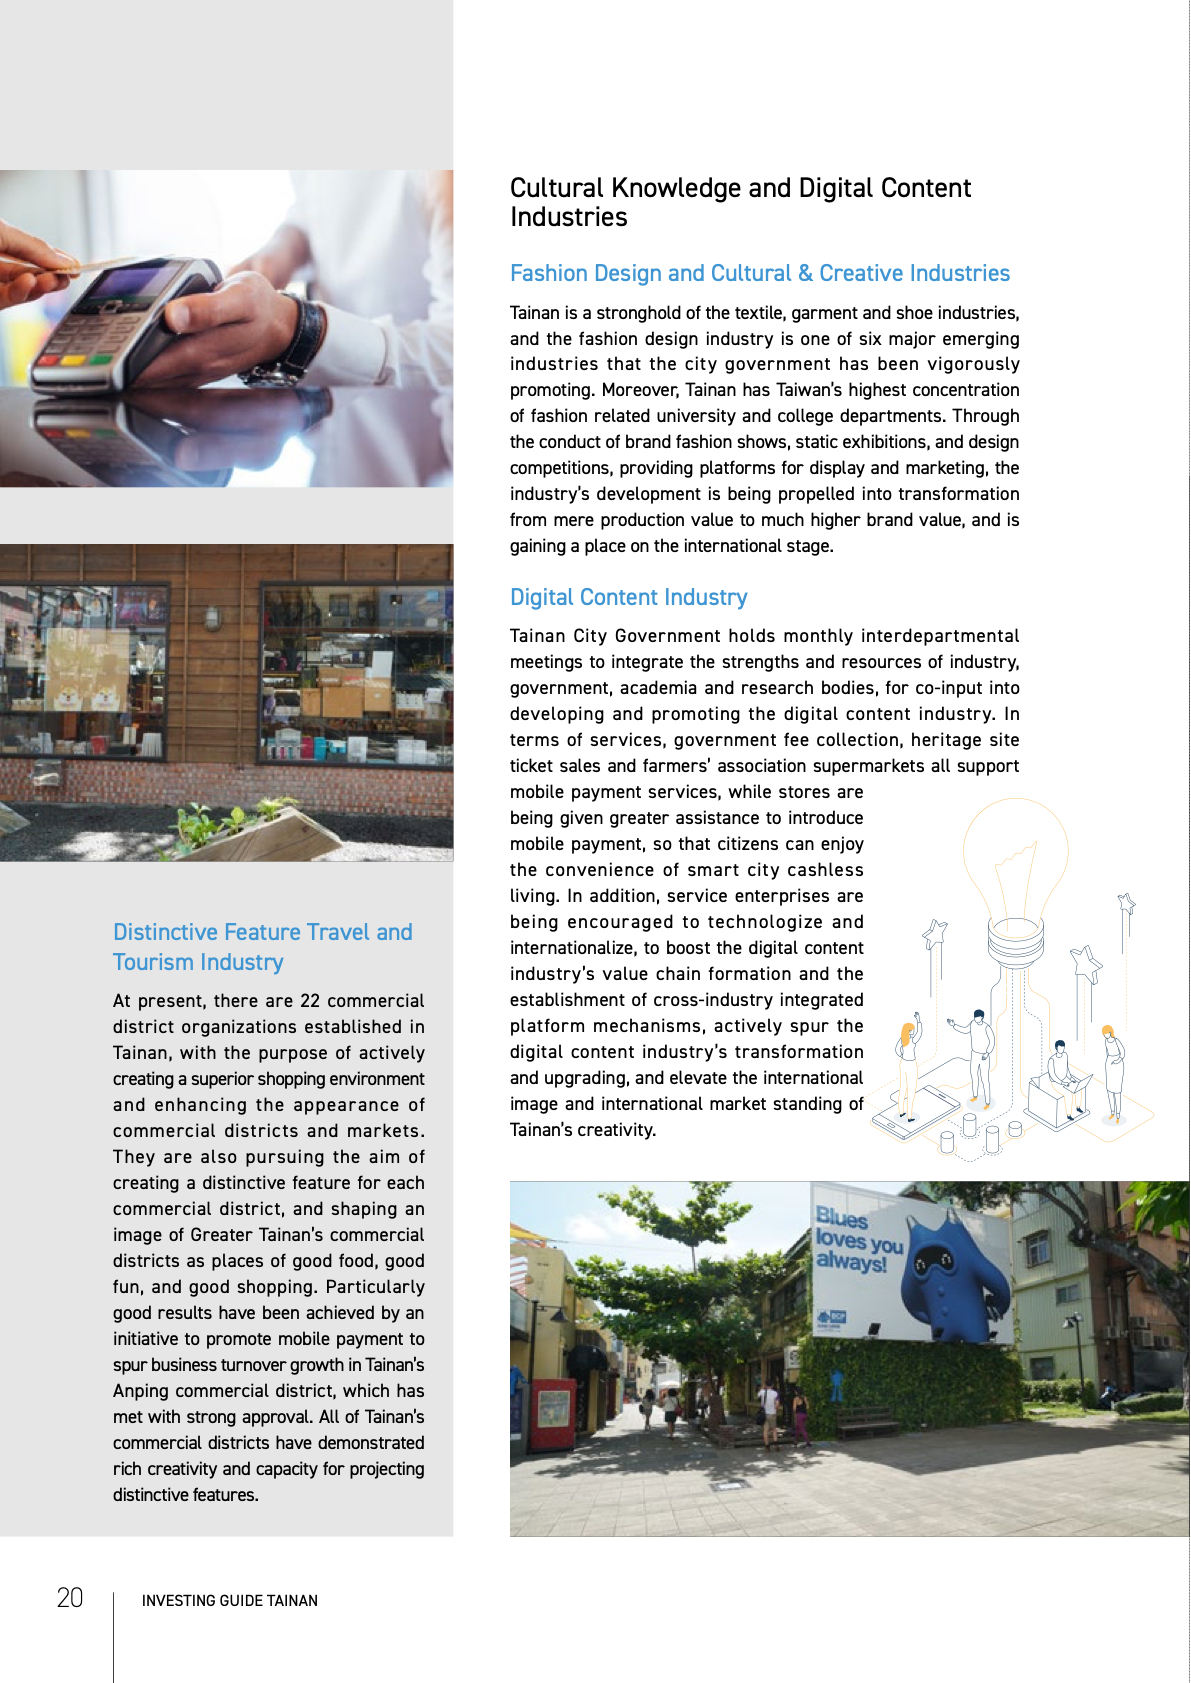 Distinctive Feature Travel and
Tourism Industry
At present, there are 22 commercial
district organizations established in
Tainan, with the purpose of actively
creating a superior shopping environment
and enhancing the appearance of
commercial districts and markets.
They are also pursuing the aim of
creating a distinctive feature for each
commercial district, and shaping an
image of Greater Tainan’s commercial
districts as places of good food, good
fun, and good shopping. Particularly
good results have been achieved by an
initiative to promote mobile payment to
spur business turnover growth in Tainan’s
Anping commercial district, which has
met with strong approval. All of Tainan’s
commercial districts have demonstrated
rich creativity and capacity for projecting
distinctive features.
Cultural Knowledge and Digital Content
Industries
Fashion Design and Cultural & Creative Industries
Tainan is a stronghold of the textile, garment and shoe industries,
and the fashion design industry is one of six major emerging
industries that the city government has been vigorously
promoting. Moreover, Tainan has Taiwan’s highest concentration
of fashion related university and college departments. Through
the conduct of brand fashion shows, static exhibitions, and design
competitions, providing platforms for display and marketing, the
industry’s development is being propelled into transformation
from mere production value to much higher brand value, and is
gaining a place on the international stage.
Digital Content Industry
Tainan City Government holds monthly interdepartmental
meetings to integrate the strengths and resources of industry,
government, academia and research bodies, for co-input into
developing and promoting the digital content industry. In
terms of services, government fee collection, heritage site
ticket sales and farmers’ association supermarkets all support
mobile payment services, while stores are
being given greater assistance to introduce
mobile payment, so that citizens can enjoy
the convenience of smart city cashless
living. In addition, service enterprises are
being encouraged to technologize and
internationalize, to boost the digital content
industry’s value chain formation and the
establishment of cross-industry integrated
platform mechanisms, actively spur the
digital content industry’s transformation
and upgrading, and elevate the international
image and international market standing of
Tainan’s creativity.
Blues
loves you
always!
BCP
20
INVESTING GUIDE TAINAN